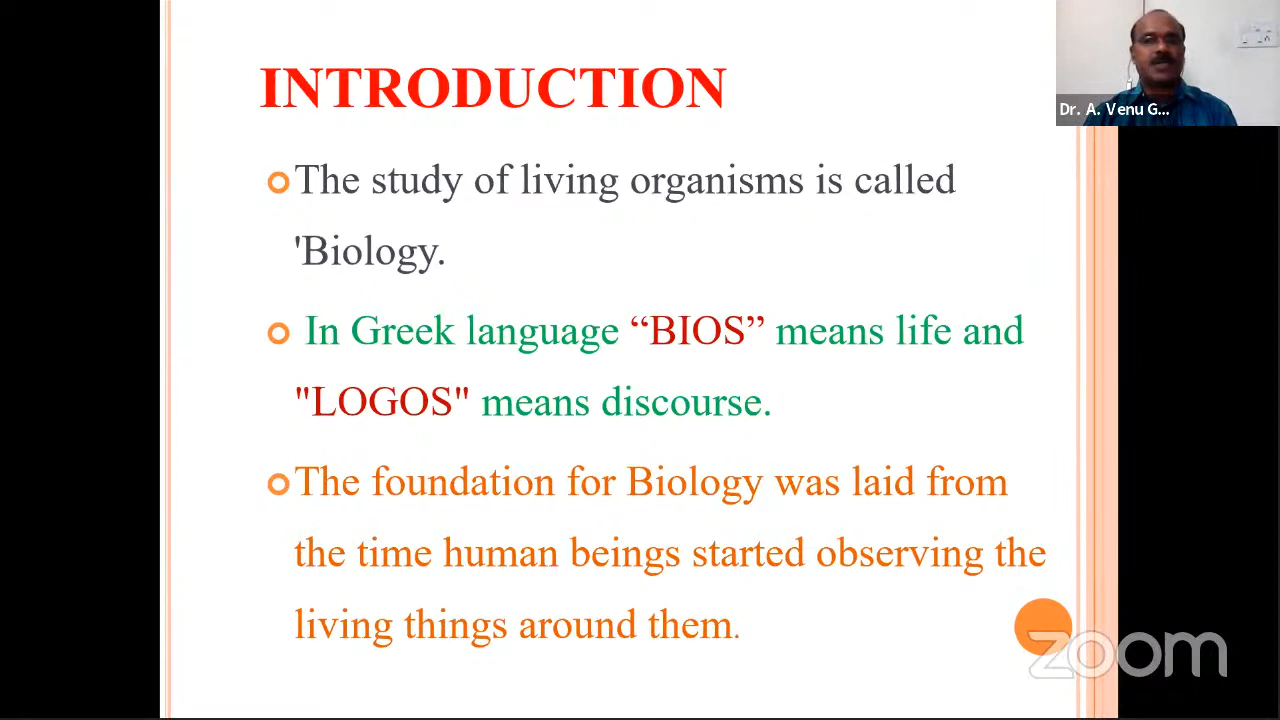 INTRODUCTION
The study of living organisms is called
'Biology.
In Greek language “BIOS” means life and
"LOGOS" means discourse.
The foundation for Biology was laid from
the time human beings started observing the
living things around them.
Dr. A. Venu G...
zoom